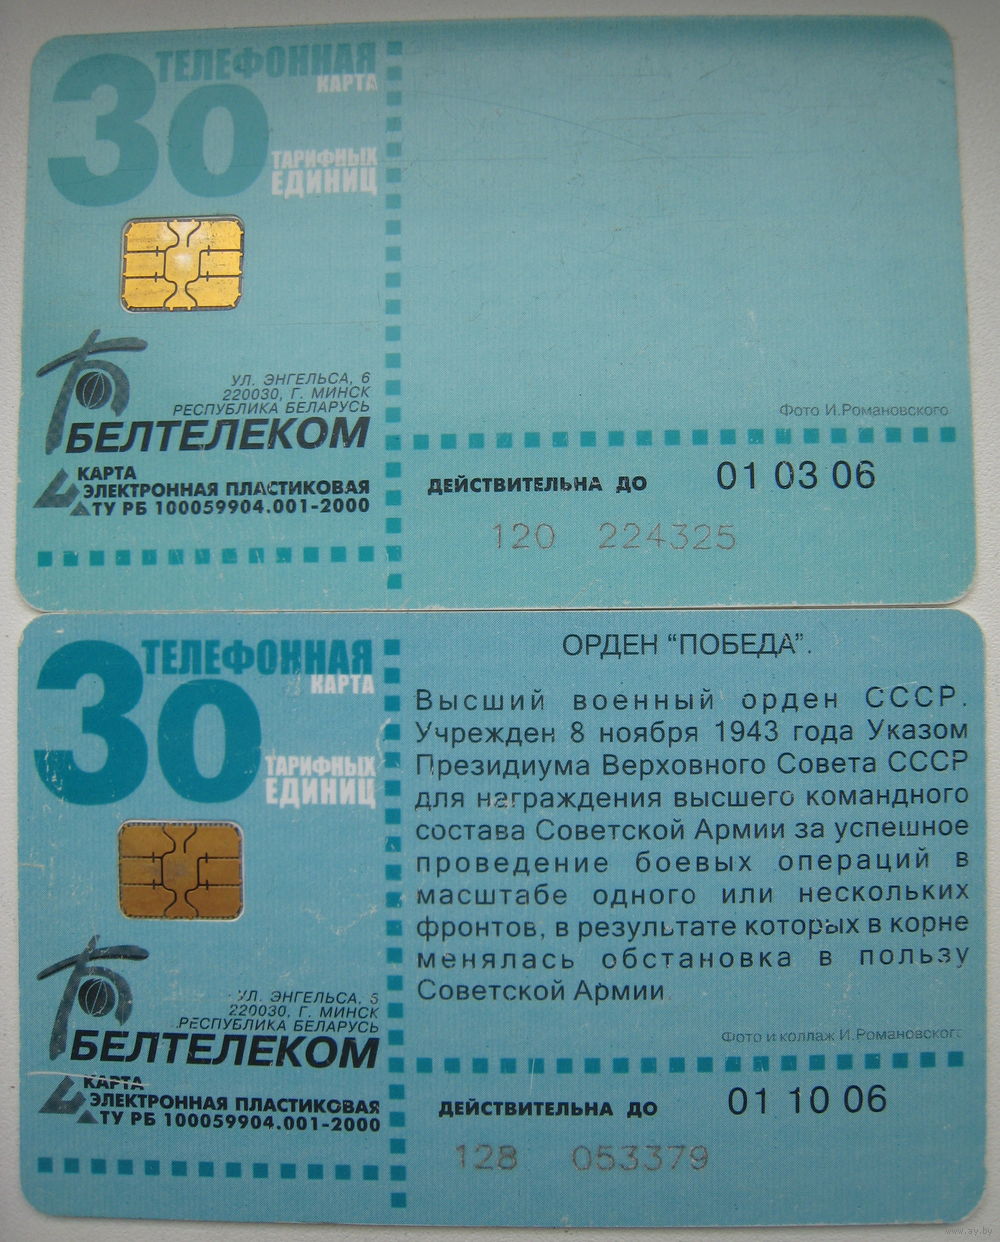 30
ТЕЛЕФОННАЯ
КАРТА
ТАРИФНЫХ
ЕДИНИЦ
УЛ. ЭНГЕЛЬСА, 6
220030, Г. МИНСК
РЕСПУБЛИКА БЕЛАРУСЬ
БЕЛТЕЛЕКОМ
КАРТА
ЭЛЕКТРОННАЯ ПЛАСТИКОВАЯ
ТУ РБ 100059904.001-2000
Фото И.Романовского
ДЕЙСТВИТЕЛЬНА ДО 01 03 06
120 224325
30
ТЕЛЕФОННАЯ
КАРТА
ТАРИФНЫХ
ЕДИНИЦ
УЛ. ЭНГЕЛЬСА,
220030, Г. МИНСК
РЕСПУБЛИКА БЕЛАРУСЬ
БЕЛТЕЛЕКОМ
КАРТА
ЭЛЕКТРОННАЯ ПЛАСТИКОВАЯ
ТУ РБ 100059904.001-2000
ОРДЕН “ПОБЕДА”.
Высший военный орден СССР.
Учрежден 8 ноября 1943 года Указом
Президиума Верховного Совета СССР
для награждения высшего командного
состава Советской Армии за успешное
проведение боевых операций в
масштабе одного или нескольких
фронтов, в результате которых в корне
менялась обстановка в пользу
Советской Армии
Фото и коллаж И.Романовского
ДЕЙСТВИТЕЛЬНА ДО 01 10 06
128 053379
www.ay.by